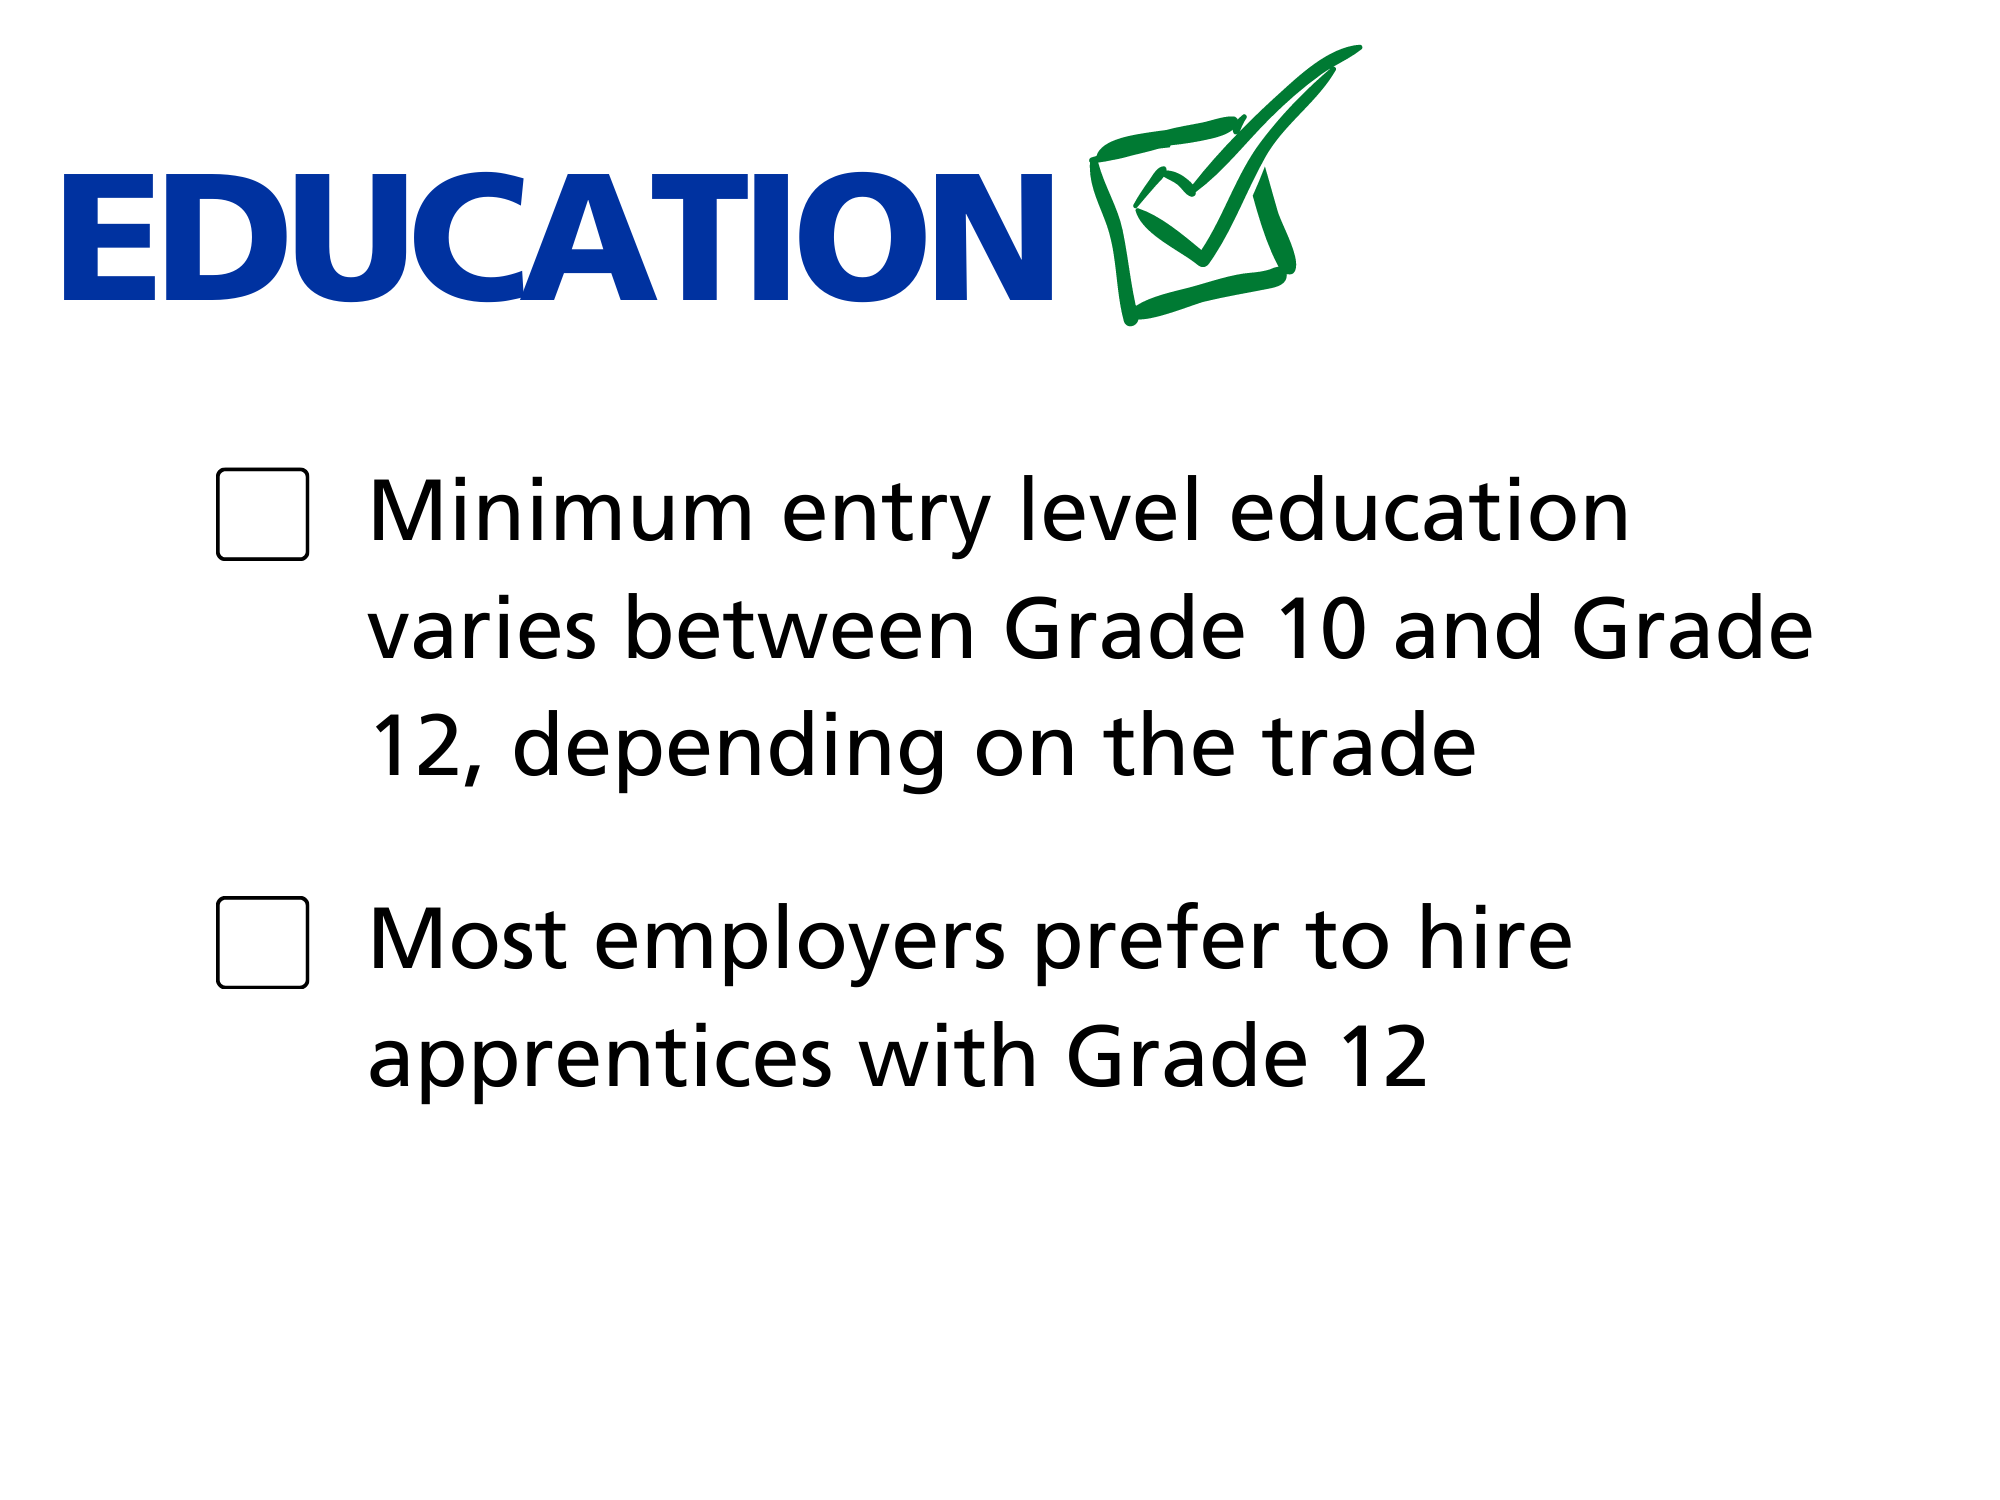 EDUCATION
Minimum entry level education
varies between Grade 10 and Grade
12, depending on the trade
Most employers prefer to hire
apprentices with Grade 12